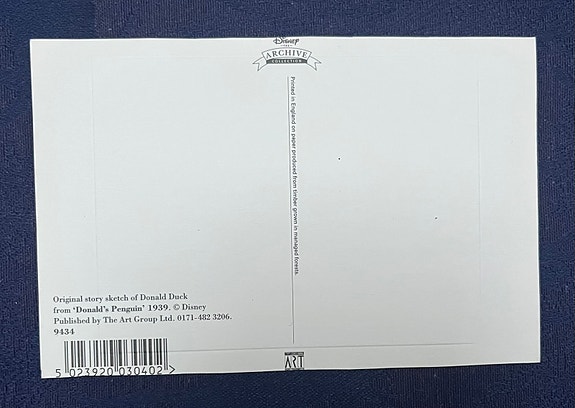 DISNEY
THE
ARCHIVE
COLLECTION
Printed in England on paper produced from timber grown in managed forests.
Original story sketch of Donald Duck
from 'Donald's Penguin' 1939. © Disney
Published by The Art Group Ltd. 0171-482 3206.
9434
5 023920 030402 >
ART